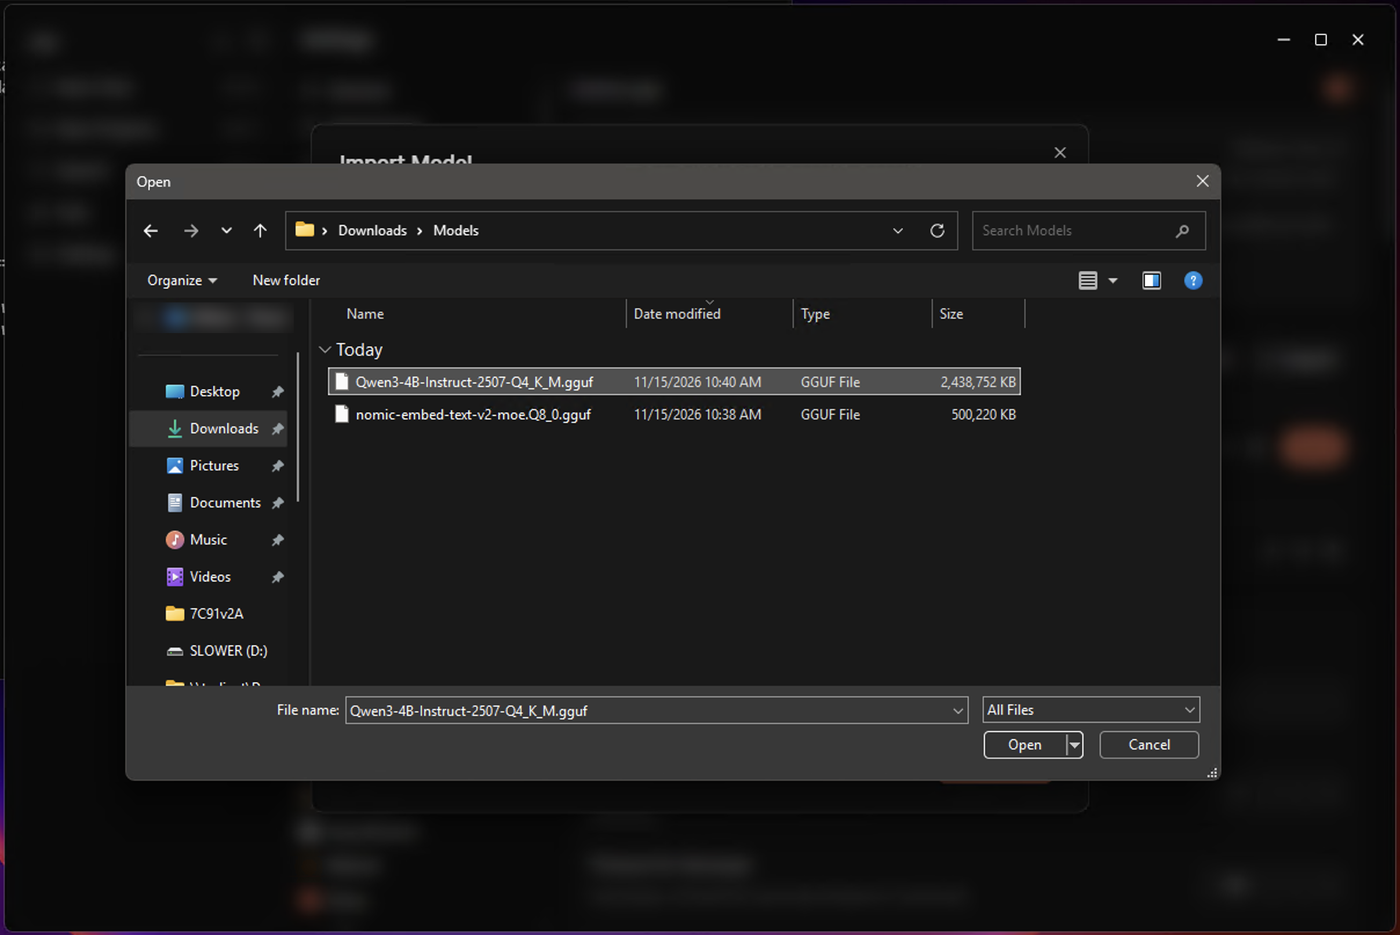 Import Model
Open
Downloads › Models
Search Models
Organize
New folder
Name Date modified Type Size
Today
Qwen3-4B-Instruct-2507-Q4_K_M.gguf 11/15/2026 10:40 AM GGUF File 2,438,752 KB
nomic-embed-text-v2-moe.Q8_0.gguf 11/15/2026 10:38 AM GGUF File 500,220 KB
Desktop
Downloads
Pictures
Documents
Music
Videos
7C91v2A
SLOWER (D:)
File name: Qwen3-4B-Instruct-2507-Q4_K_M.gguf All Files
Open Cancel